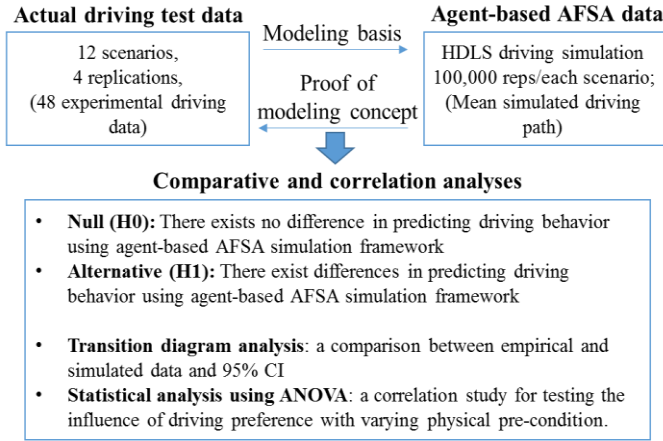 Actual driving test data
12 scenarios,
4 replications,
(48 experimental driving
data)
Modeling basis
Proof of
modeling concept
Agent-based AFSA data
HDLS driving simulation
100,000 reps/each scenario;
(Mean simulated driving
path)
Comparative and correlation analyses
• Null (H0): There exists no difference in predicting driving behavior
using agent-based AFSA simulation framework
• Alternative (H1): There exist differences in predicting driving
behavior using agent-based AFSA simulation framework
• Transition diagram analysis: a comparison between empirical and
simulated data and 95% CI
• Statistical analysis using ANOVA: a correlation study for testing the
influence of driving preference with varying physical pre-condition.